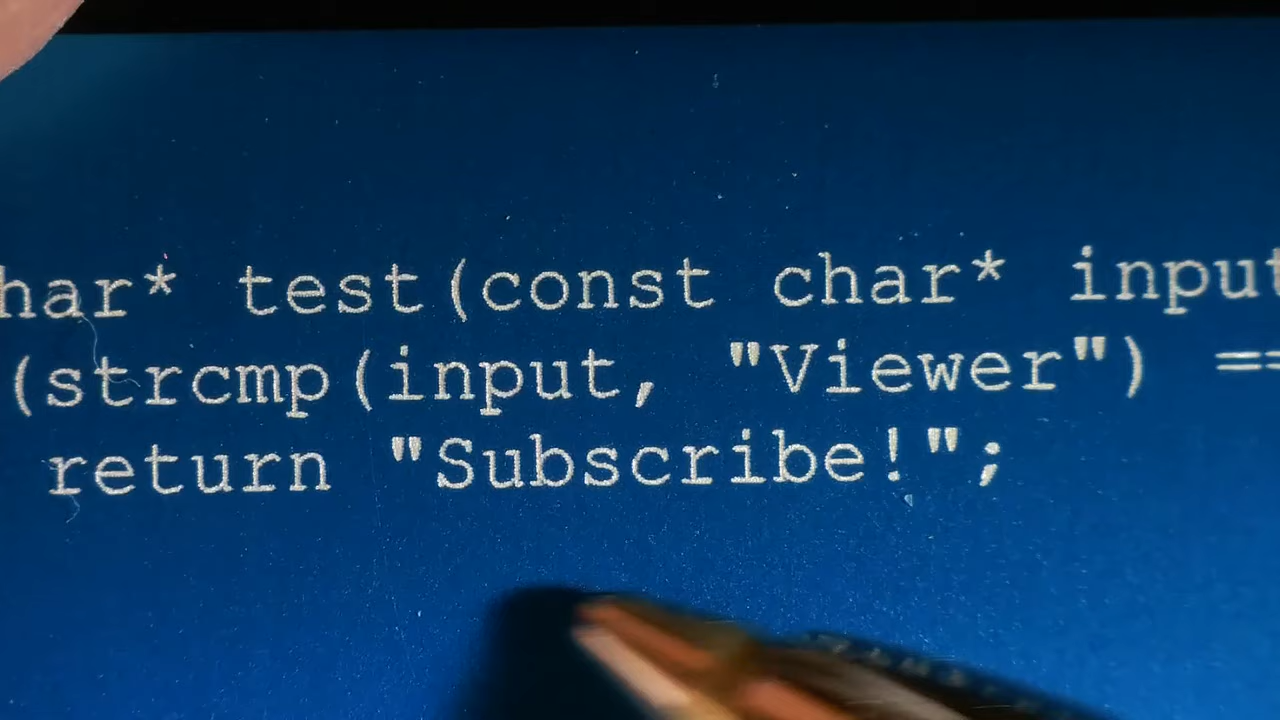 har* test(const char* input
(strcmp(input, "Viewer") ==
return "Subscribe!";